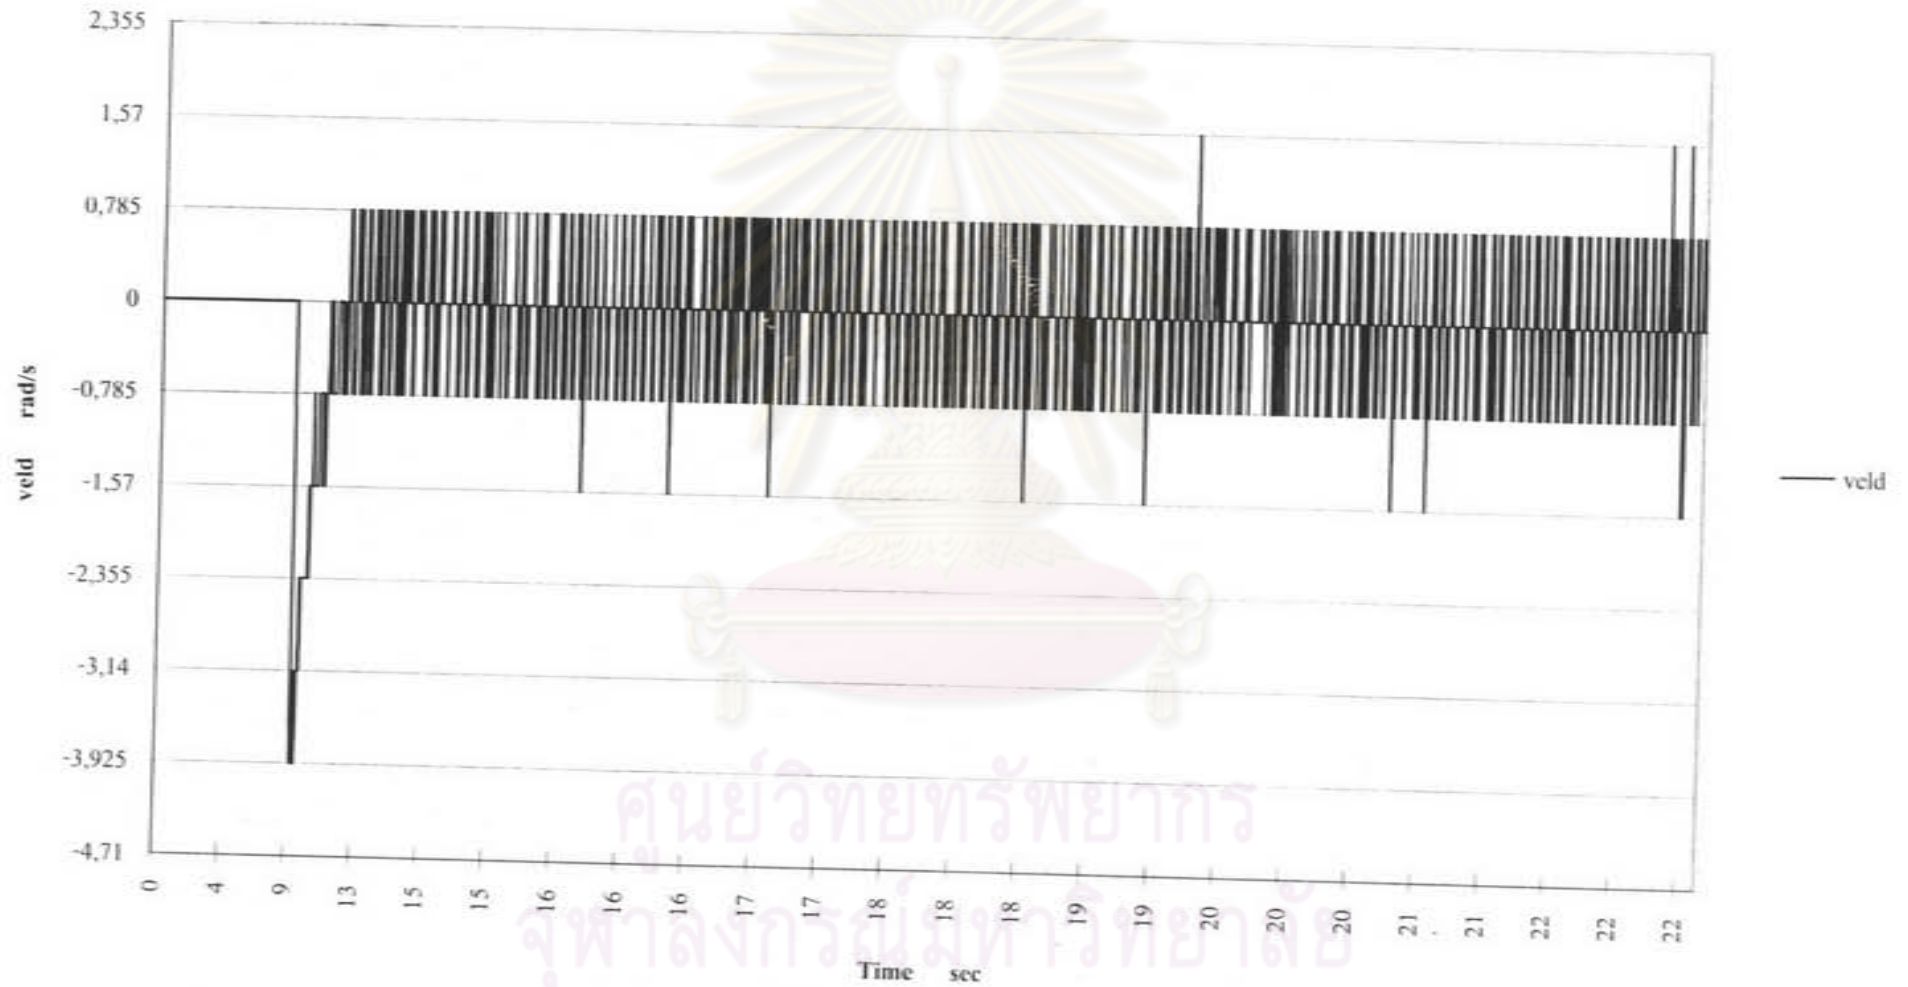 2,355
1,57
0,785
0
-0,785
-1,57
-2,355
-3,14
-3,925
-4,71
veld rad/s
veld
0 4 9 13 15 15 16 16 16 17 17 18 18 18 19 19 20 20 20 21 21 22 22 22
Time sec
ศูนย์วิทยทรัพยากร
จุฬาลงกรณ์มหาวิทยาลัย